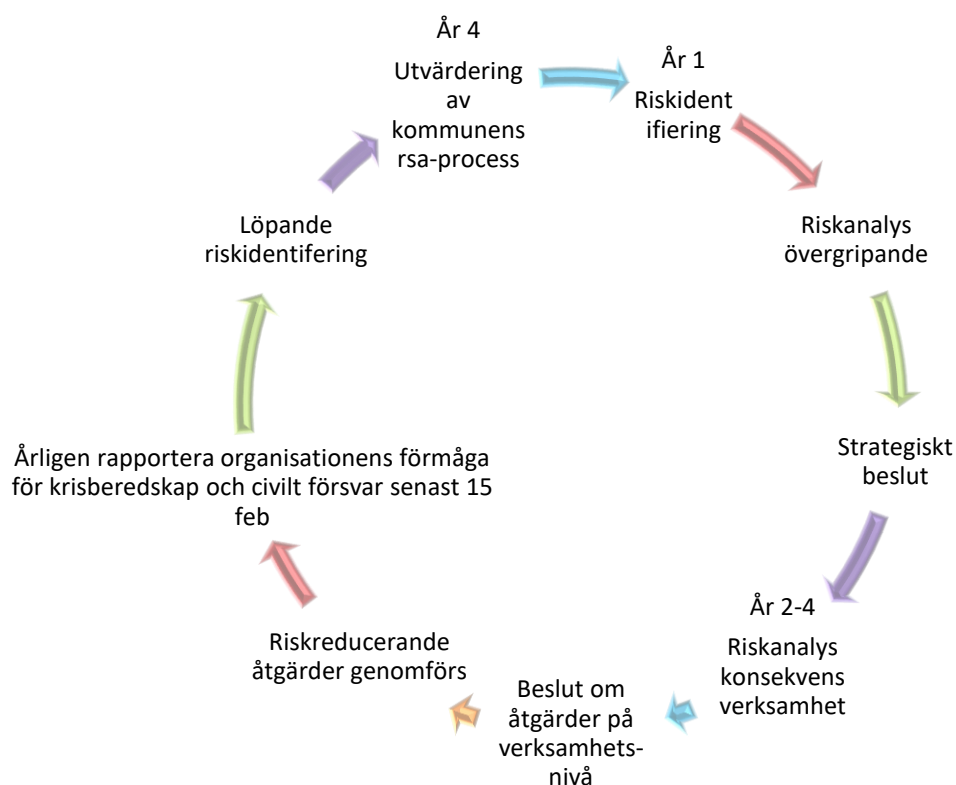 År 1
Riskident
ifiering
Riskanalys
övergripande
Strategiskt
beslut
År 2-4
Riskanalys
konsekvens
verksamhet
Beslut om
åtgärder på
verksamhets-
nivå
Riskreducerande
åtgärder genomförs
Årligen rapportera organisationens förmåga
för krisberedskap och civilt försvar senast 15
feb
Löpande
riskidentifering
År 4
Utvärdering
av
kommunens
rsa-process